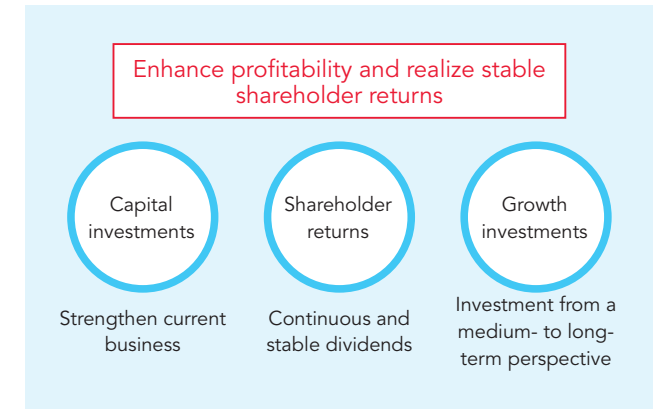 Enhance profitability and realize stable
shareholder returns
Capital
investments
Shareholder
returns
Growth
investments
Strengthen current
business
Continuous and
stable dividends
Investment from a
medium- to long-
term perspective